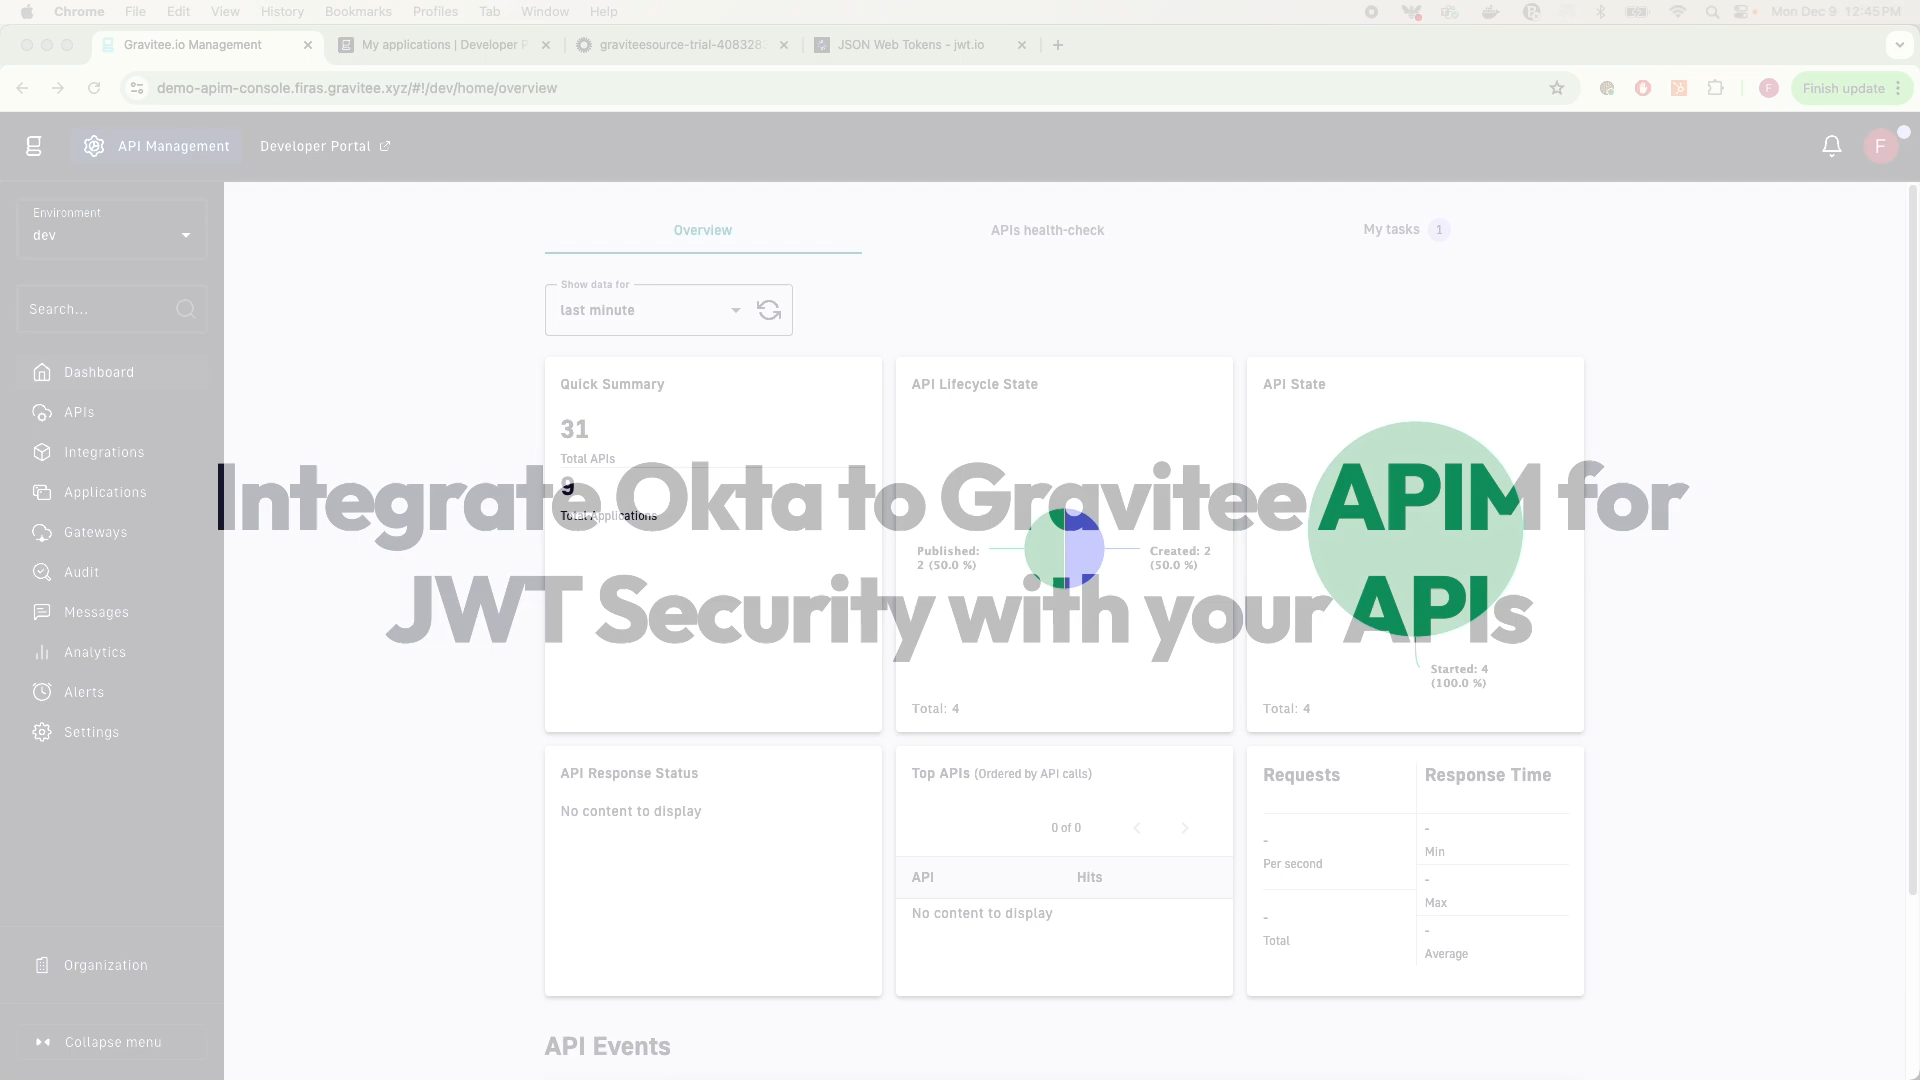 Chrome File Edit View History Bookmarks Profiles Tab Window Help Mon Dec 9 12:45 PM
Gravitee.io Management My applications | Developer P graviteesource-trial-408328 JSON Web Tokens - jwt.io
demo-apim-console.firas.gravitee.xyz/#!/dev/home/overview F Finish update
API Management Developer Portal F
Environment
dev
Search...
Dashboard
APIs
Integrations
Applications
Gateways
Audit
Messages
Analytics
Alerts
Settings
Organization
Collapse menu
Overview APIs health-check My tasks 1
Show data for
last minute
Quick Summary
31
Total APIs
9
Total Applications
API Lifecycle State
Published:
2 (50.0 %)
Created: 2
(50.0 %)
Total: 4
API State
Started: 4
(100.0 %)
Total: 4
Integrate Okta to Gravitee APIM for
JWT Security with your APIs
API Response Status
No content to display
Top APIs (Ordered by API calls)
0 of 0
API Hits
No content to display
Requests
-
Per second
-
Total
Response Time
-
Min
-
Max
-
Average
API Events